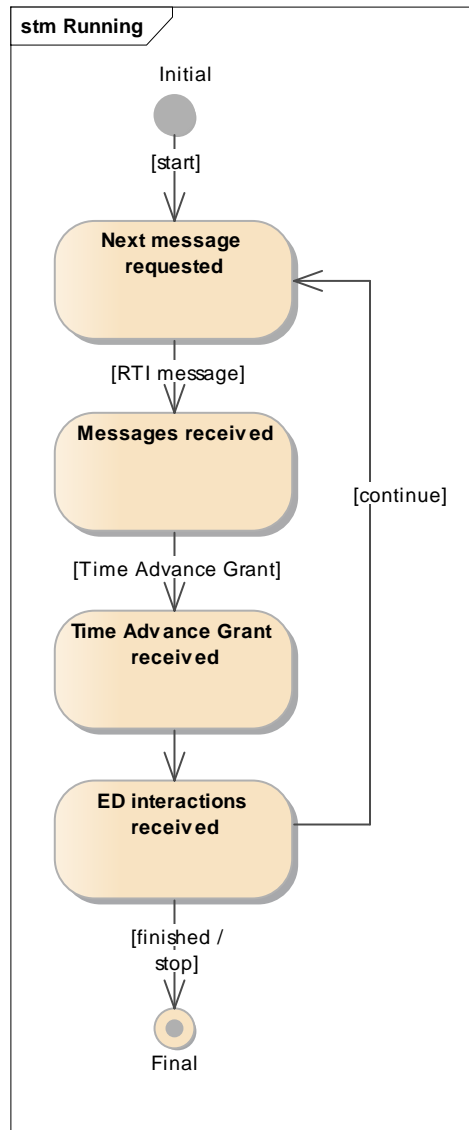 stm Running
Initial
[start]
Next message
requested
[RTI message]
Messages received
[continue]
[Time Advance Grant]
Time Advance Grant
received
ED interactions
received
[finished /
stop]
Final